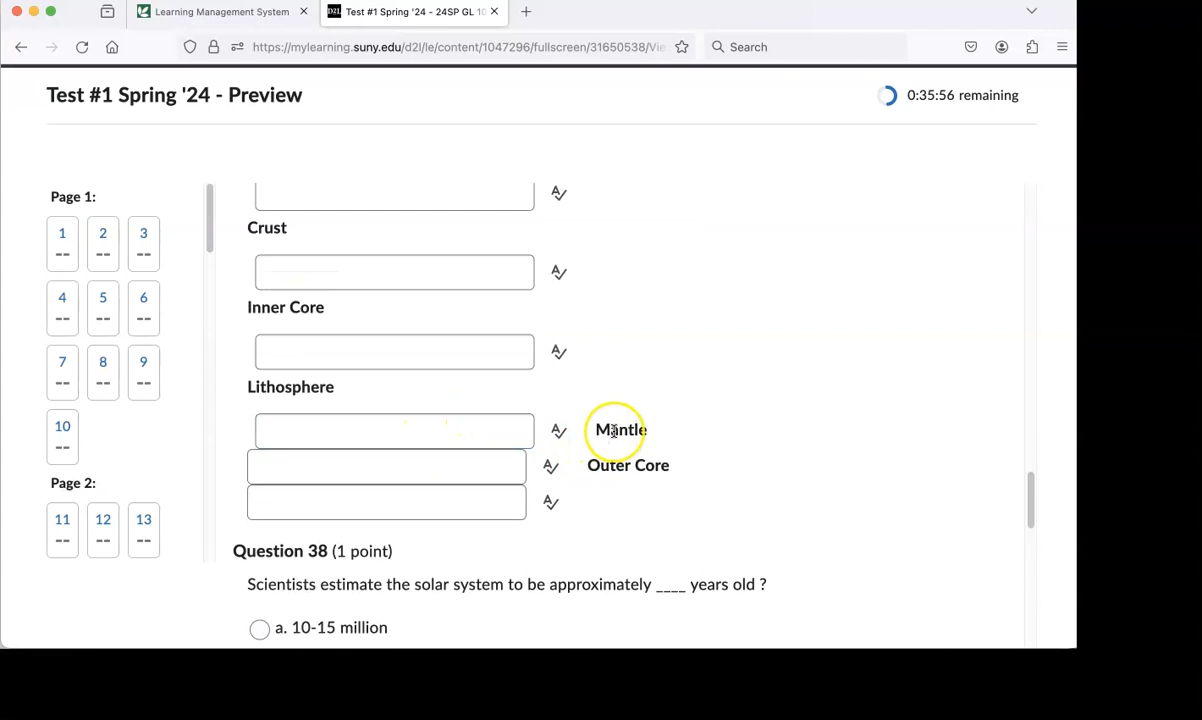 Learning Management System
Test #1 Spring '24 - 24SP GL 10
https://mylearning.suny.edu/d2l/le/content/1047296/fullscreen/31650538/Vie
Search
Test #1 Spring '24 - Preview
0:35:56 remaining
Page 1:
1 2 3
-- -- --
4 5 6
-- -- --
7 8 9
-- -- --
10
--
Page 2:
11 12 13
-- -- --
Crust
Inner Core
Lithosphere
Mantle
Outer Core
Question 38 (1 point)
Scientists estimate the solar system to be approximately ____ years old ?
a. 10-15 million